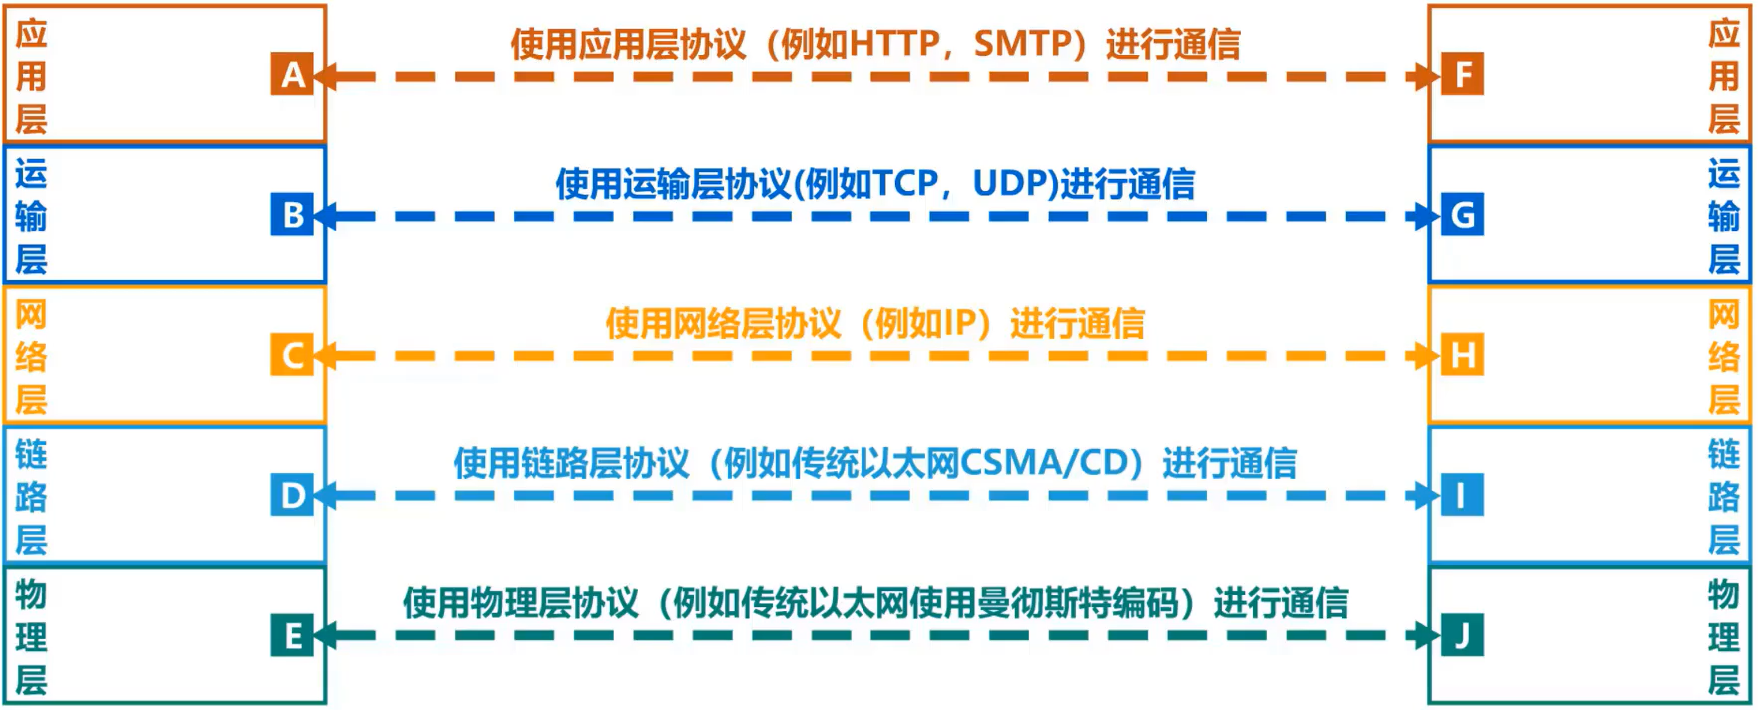 应用层
A
使用应用层协议（例如HTTP，SMTP）进行通信
F
应用层
运输层
B
使用运输层协议(例如TCP，UDP)进行通信
G
运输层
网络层
C
使用网络层协议（例如IP）进行通信
H
网络层
链路层
D
使用链路层协议（例如传统以太网CSMA/CD）进行通信
I
链路层
物理层
E
使用物理层协议（例如传统以太网使用曼彻斯特编码）进行通信
J
物理层